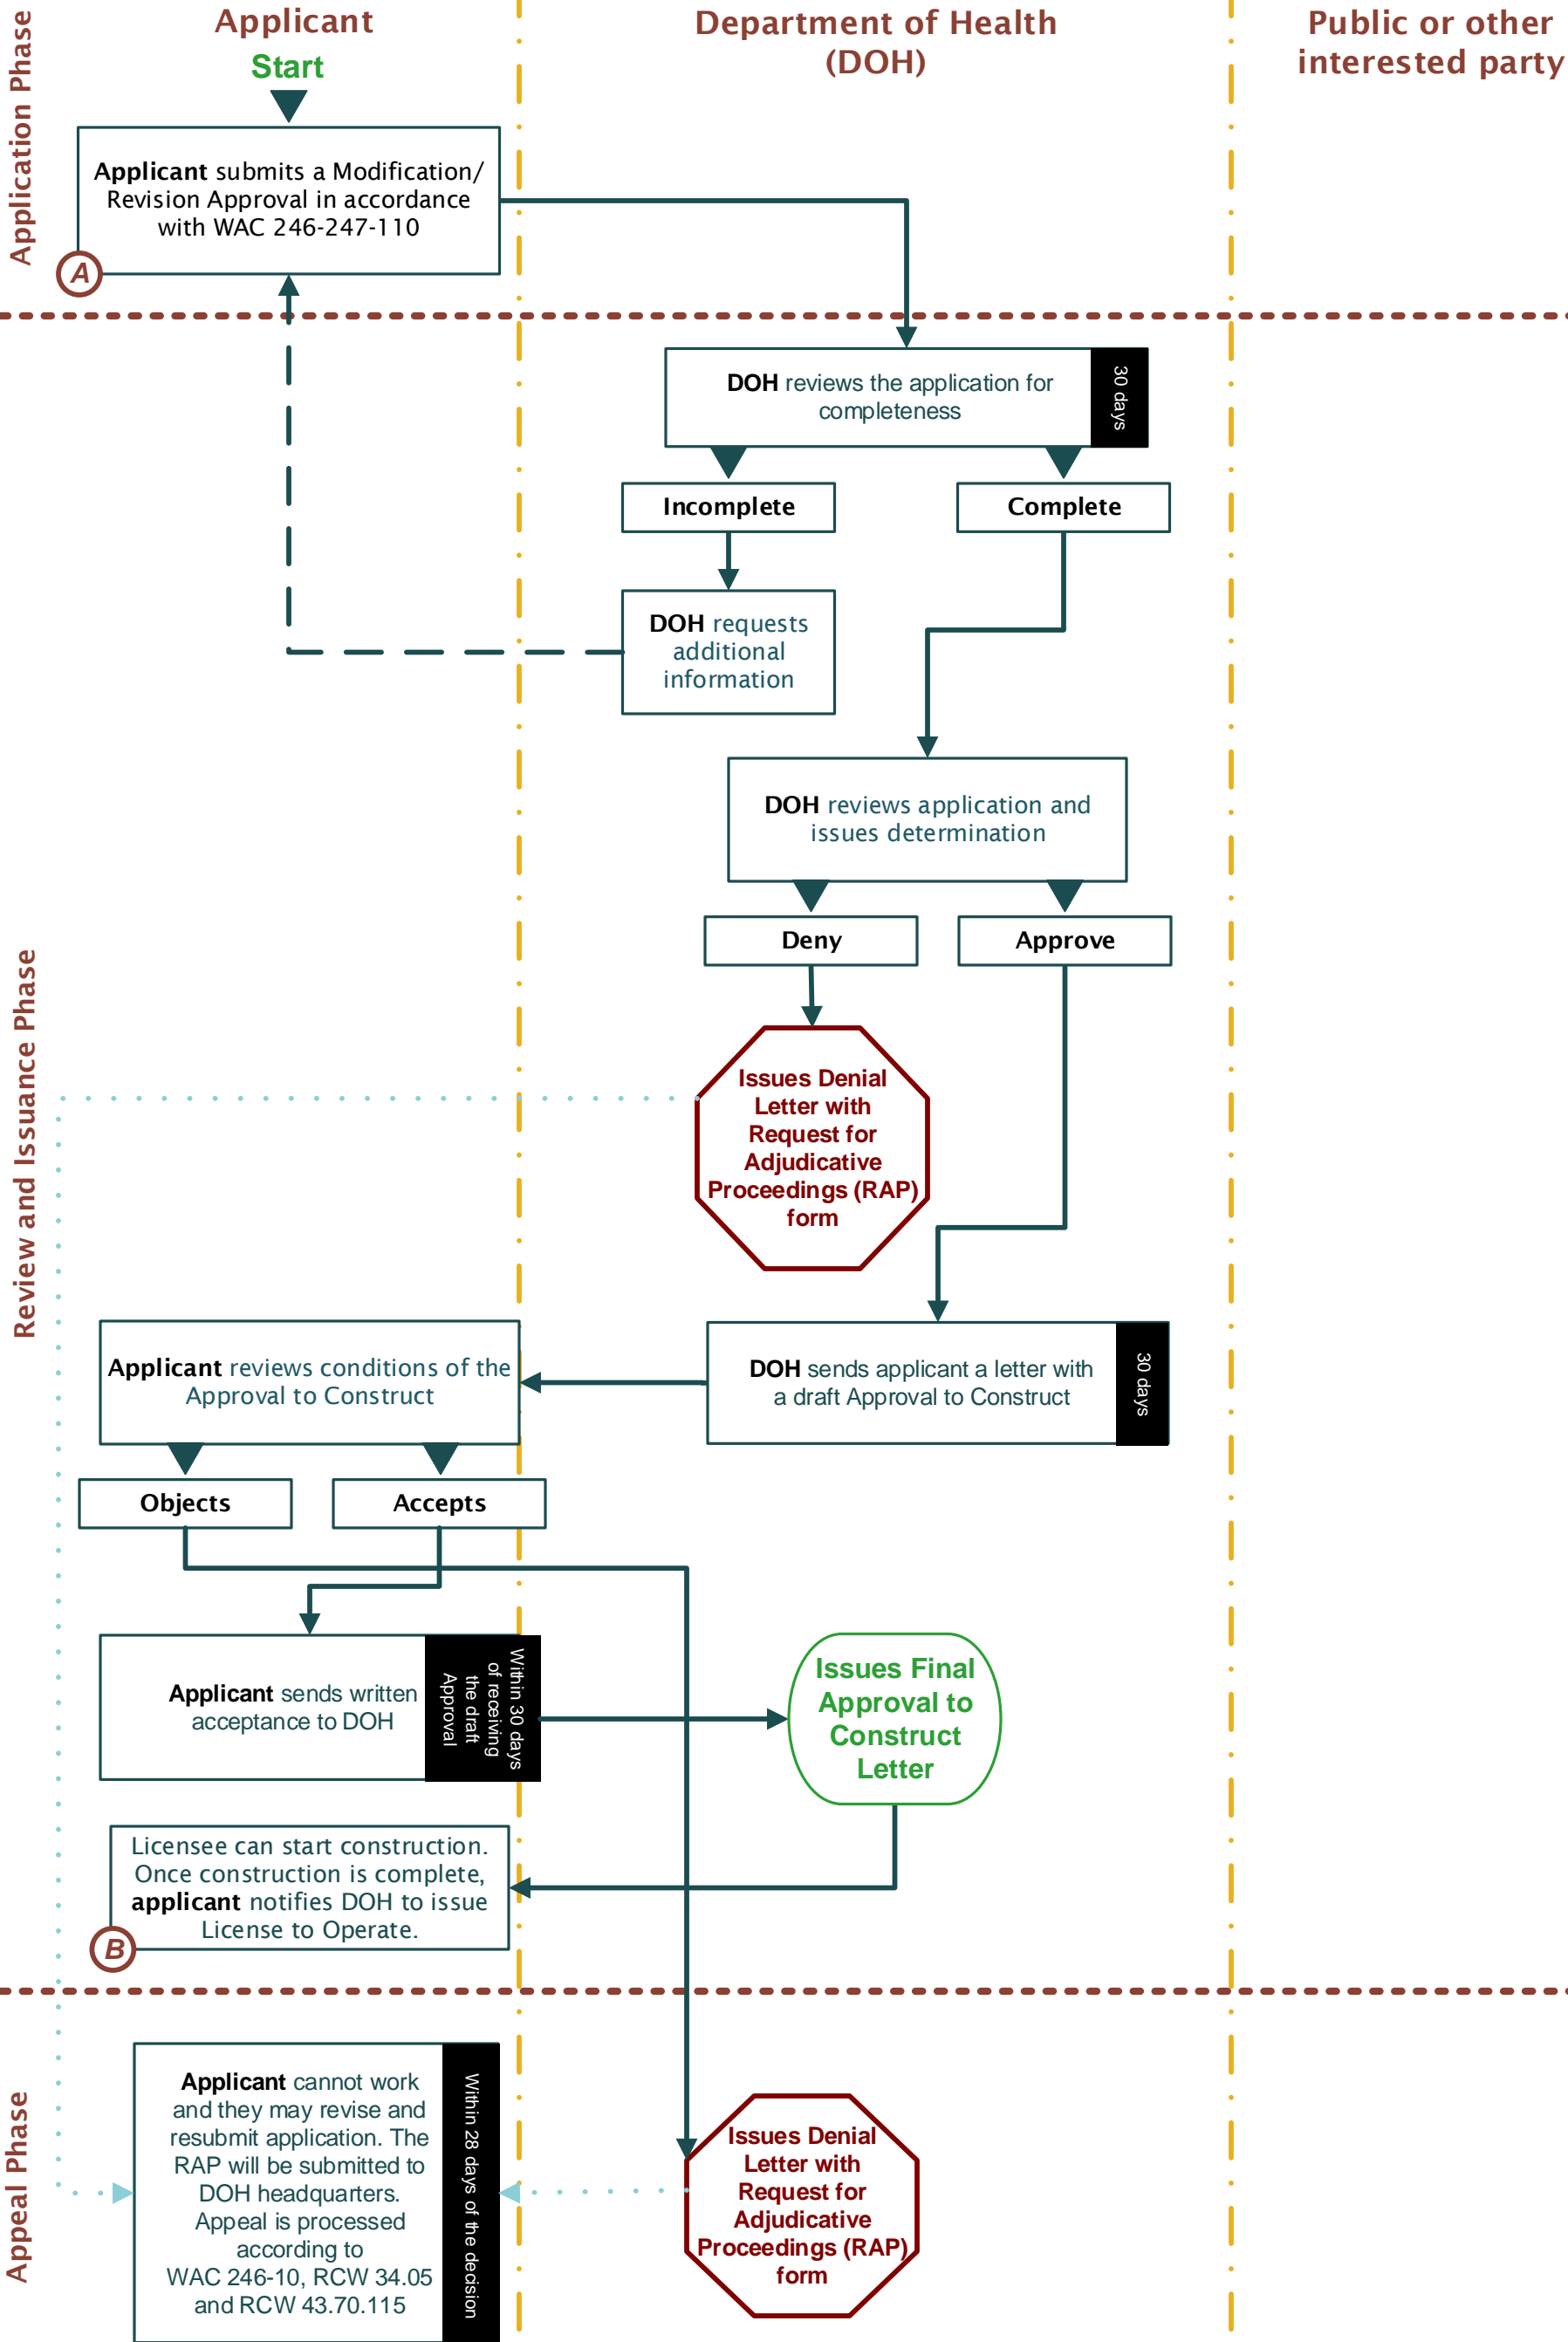 Applicant
Department of Health
(DOH)
Public or other
interested party
Application Phase
Start
Applicant submits a Modification/
Revision Approval in accordance
with WAC 246-247-110
A
Review and Issuance Phase
DOH reviews the application for
completeness
30 days
Incomplete
Complete
DOH requests
additional
information
DOH reviews application and
issues determination
Deny
Approve
Issues Denial
Letter with
Request for
Adjudicative
Proceedings (RAP)
form
DOH sends applicant a letter with
a draft Approval to Construct
30 days
Applicant reviews conditions of the
Approval to Construct
Objects
Accepts
Applicant sends written
acceptance to DOH
Within 30 days
of receiving
the draft
Approval
Issues Final
Approval to
Construct
Letter
Licensee can start construction.
Once construction is complete,
applicant notifies DOH to issue
License to Operate.
B
Appeal Phase
Applicant cannot work
and they may revise and
resubmit application. The
RAP will be submitted to
DOH headquarters.
Appeal is processed
according to
WAC 246-10, RCW 34.05
and RCW 43.70.115
Within 28 days of the decision
Issues Denial
Letter with
Request for
Adjudicative
Proceedings (RAP)
form